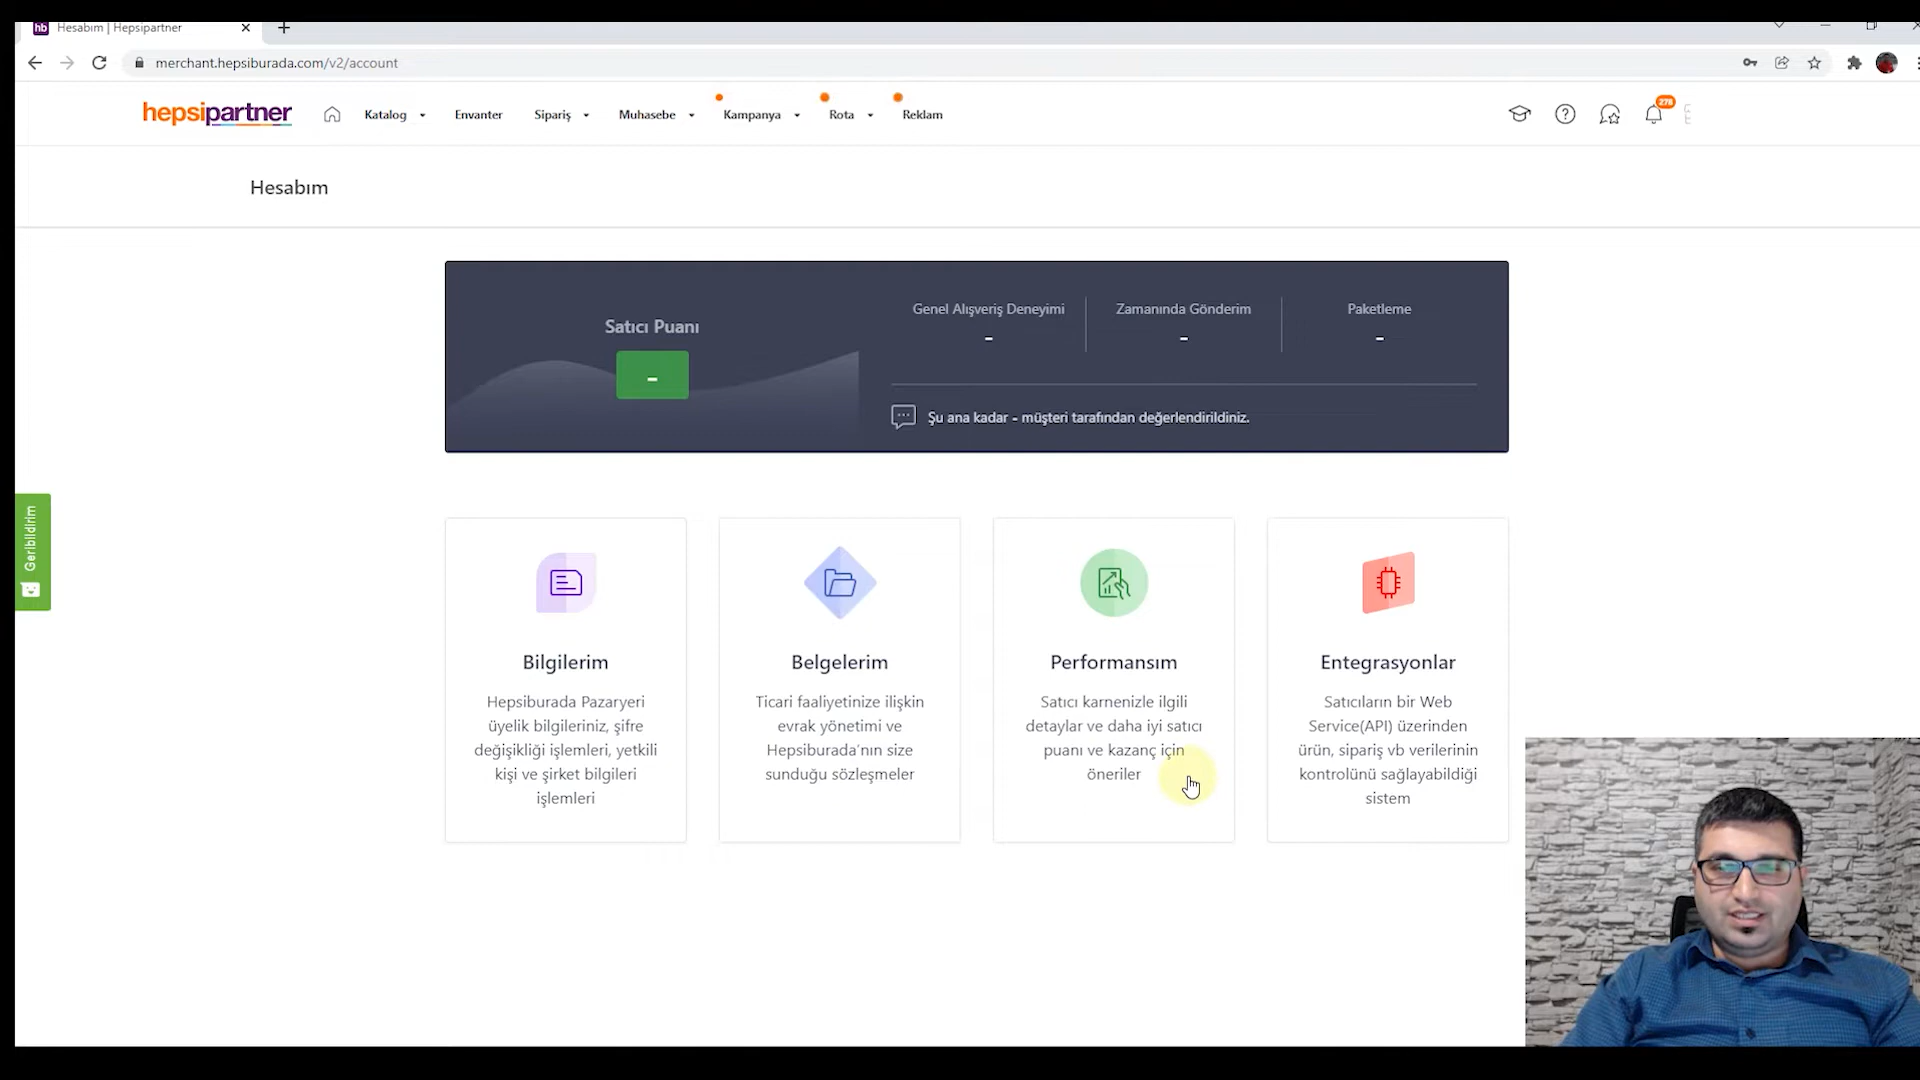 hb Hesabım | Hepsipartner
merchant.hepsiburada.com/v2/account
hepsipartner Katalog Envanter Sipariş Muhasebe Kampanya Rota Reklam 278
Hesabım
Satıcı Puanı
-
Genel Alışveriş Deneyimi
-
Zamanında Gönderim
-
Paketleme
-
Şu ana kadar - müşteri tarafından değerlendirildiniz.
Geribildirim
Bilgilerim
Hepsiburada Pazaryeri
üyelik bilgileriniz, şifre
değişikliği işlemleri, yetkili
kişi ve şirket bilgileri
işlemleri
Belgelerim
Ticari faaliyetinize ilişkin
evrak yönetimi ve
Hepsiburada'nın size
sunduğu sözleşmeler
Performansım
Satıcı karnenizle ilgili
detaylar ve daha iyi satıcı
puanı ve kazanç için
öneriler
Entegrasyonlar
Satıcıların bir Web
Service(API) üzerinden
ürün, sipariş vb verilerinin
kontrolünü sağlayabildiği
sistem